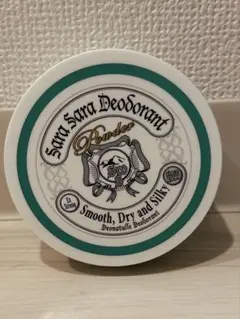 Sara Sara Deodorant
Powder
Smooth, Dry and Silky
Deonatulle Deodorant